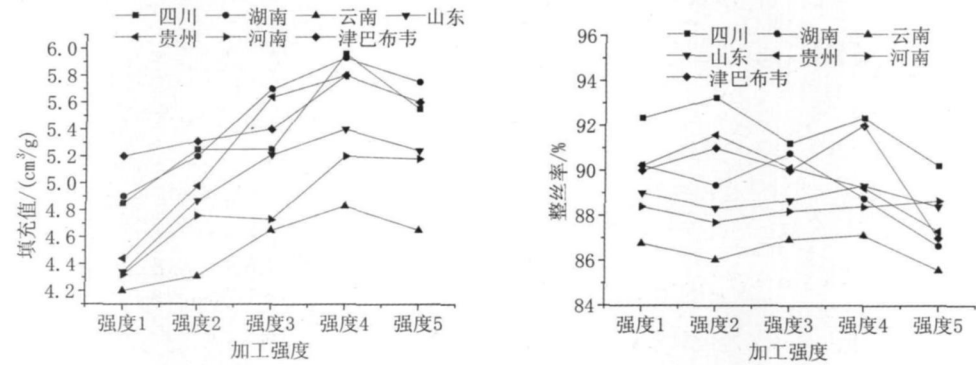 四川 湖南 云南 山东
贵州 河南 津巴布韦
6.0
5.8
5.6
5.4
5.2
5.0
4.8
4.6
4.4
4.2
填充值/(cm³/g)
强度1 强度2 强度3 强度4 强度5
加工强度
四川 湖南 云南
山东 贵州 河南
津巴布韦
96
94
92
90
88
86
84
整丝率/%
强度1 强度2 强度3 强度4 强度5
加工强度